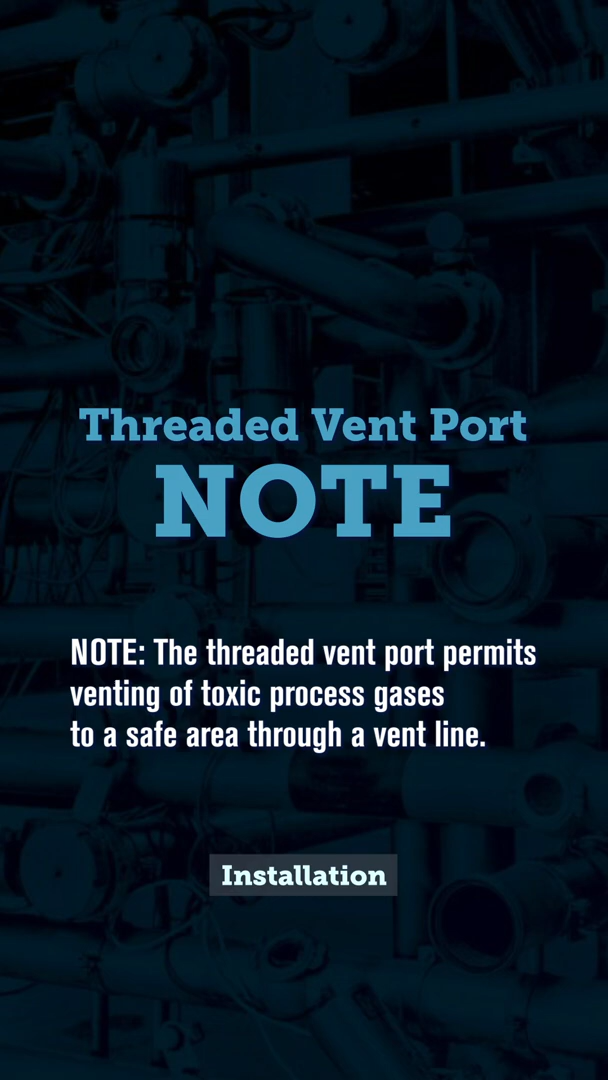 Threaded Vent Port
NOTE
NOTE: The threaded vent port permits
venting of toxic process gases
to a safe area through a vent line.
Installation